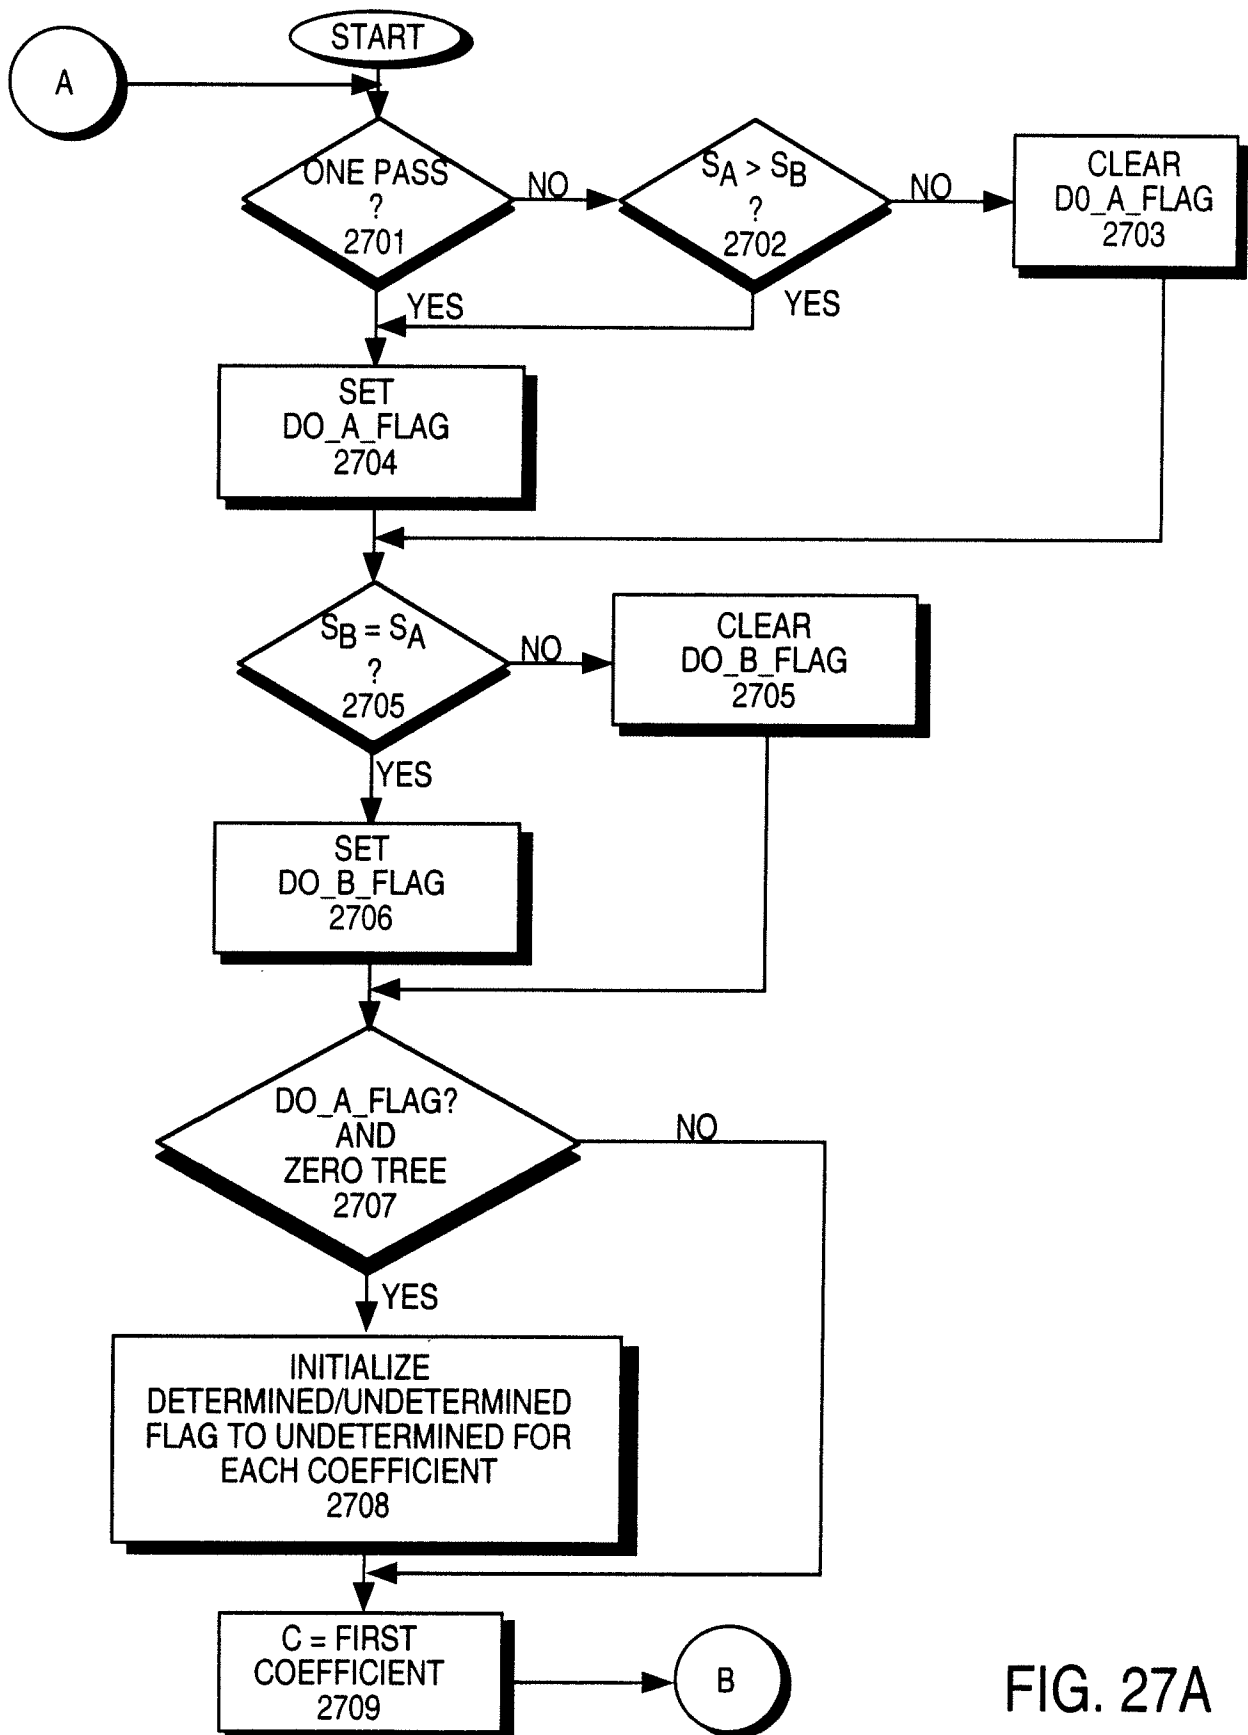 START
A
ONE PASS
?
2701
NO
SA > SB
?
2702
NO
CLEAR
D0_A_FLAG
2703
YES
YES
SET
DO_A_FLAG
2704
SB = SA
?
2705
NO
CLEAR
DO_B_FLAG
2705
YES
SET
DO_B_FLAG
2706
DO_A_FLAG?
AND
ZERO TREE
2707
NO
YES
INITIALIZE
DETERMINED/UNDETERMINED
FLAG TO UNDETERMINED FOR
EACH COEFFICIENT
2708
C = FIRST
COEFFICIENT
2709
B
FIG. 27A